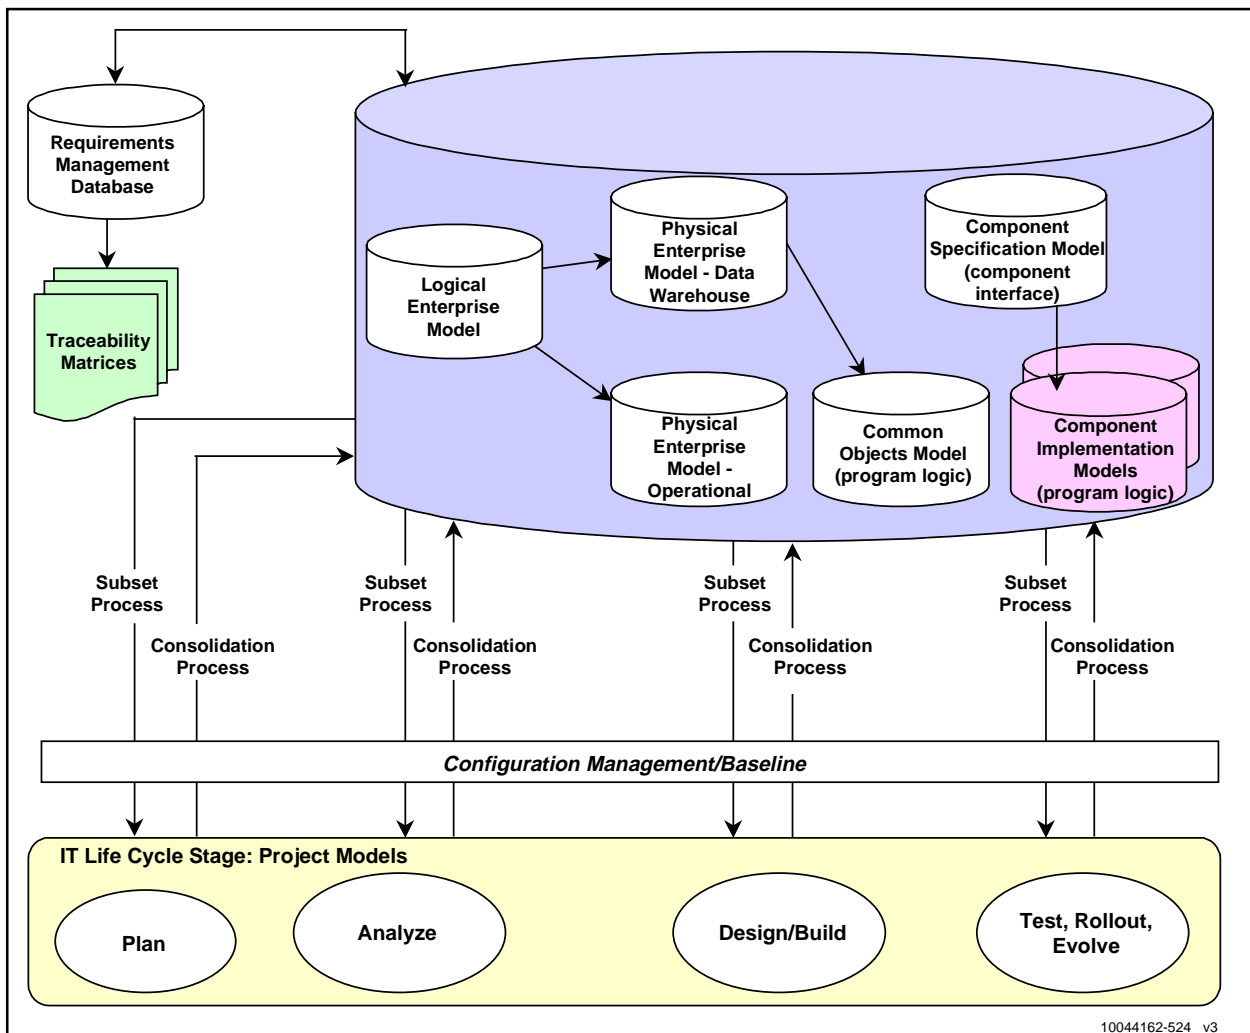 Requirements
Management
Database
Traceability
Matrices
Logical
Enterprise
Model
Physical
Enterprise
Model - Data
Warehouse
Physical
Enterprise
Model -
Operational
Component
Specification Model
(component
interface)
Common
Objects Model
(program logic)
Component
Implementation
Models
(program logic)
Subset
Process
Consolidation
Process
Subset
Process
Consolidation
Process
Subset
Process
Consolidation
Process
Subset
Process
Consolidation
Process
Configuration Management/Baseline
IT Life Cycle Stage: Project Models
Plan
Analyze
Design/Build
Test, Rollout,
Evolve
10044162-524 v3